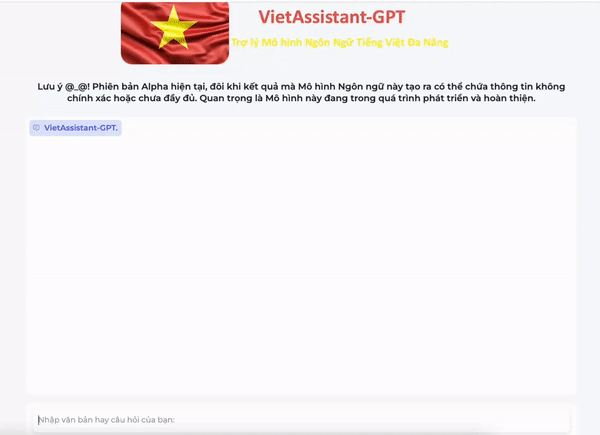 VietAssistant-GPT
Trợ lý Mô hình Ngôn Ngữ Tiếng Việt Đa Năng
Lưu ý @_@! Phiên bản Alpha hiện tại, đôi khi kết quả mà Mô hình Ngôn ngữ này tạo ra có thể chứa thông tin không
chính xác hoặc chưa đầy đủ. Quan trọng là Mô hình này đang trong quá trình phát triển và hoàn thiện.
VietAssistant-GPT.
Nhập văn bản hay câu hỏi của bạn: